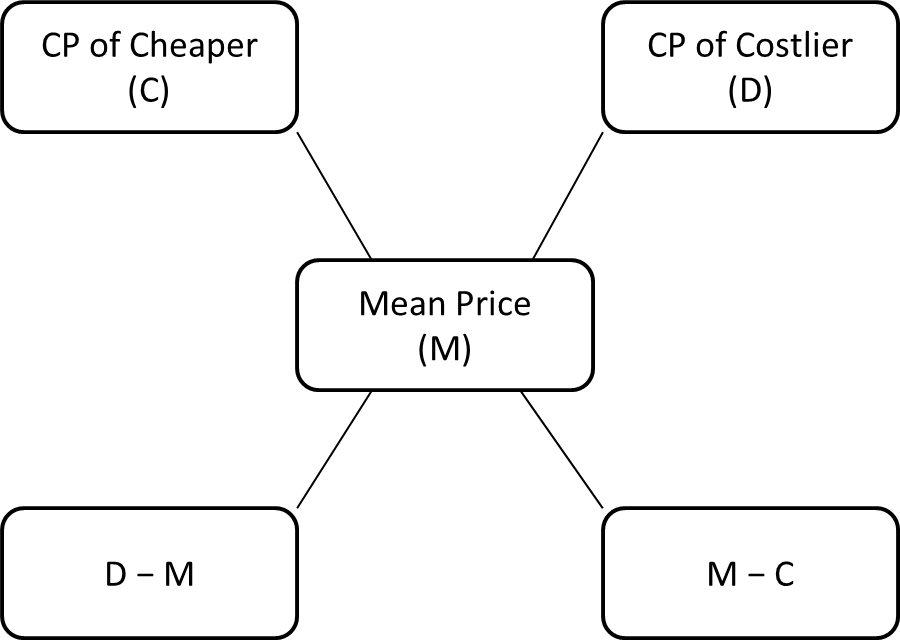 CP of Cheaper
(C)
CP of Costlier
(D)
Mean Price
(M)
D − M
M − C